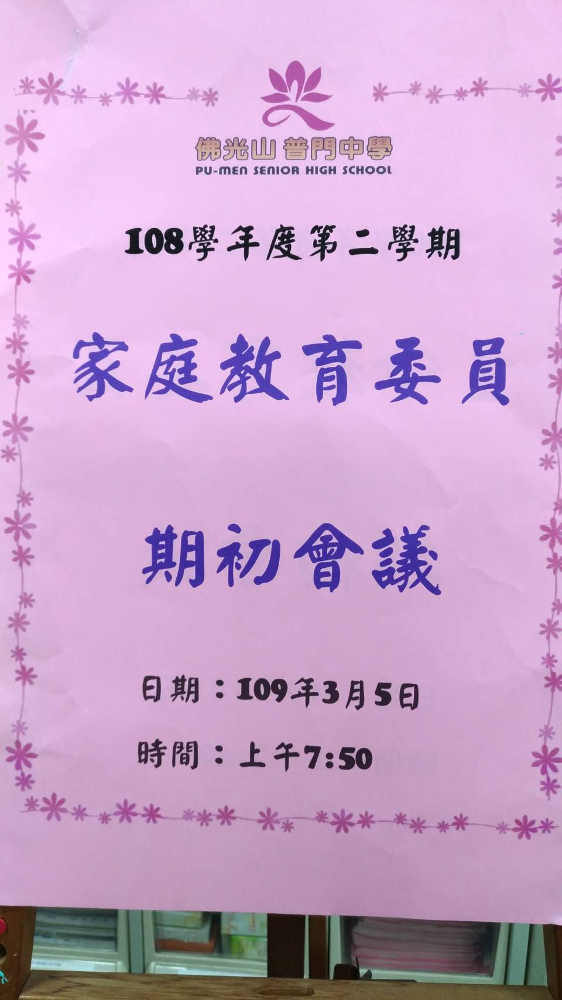 佛光山 普門中學
PU-MEN SENIOR HIGH SCHOOL
108學年度第二學期
家庭教育委員
期初會議
日期：109年3月5日
時間：上午7:50